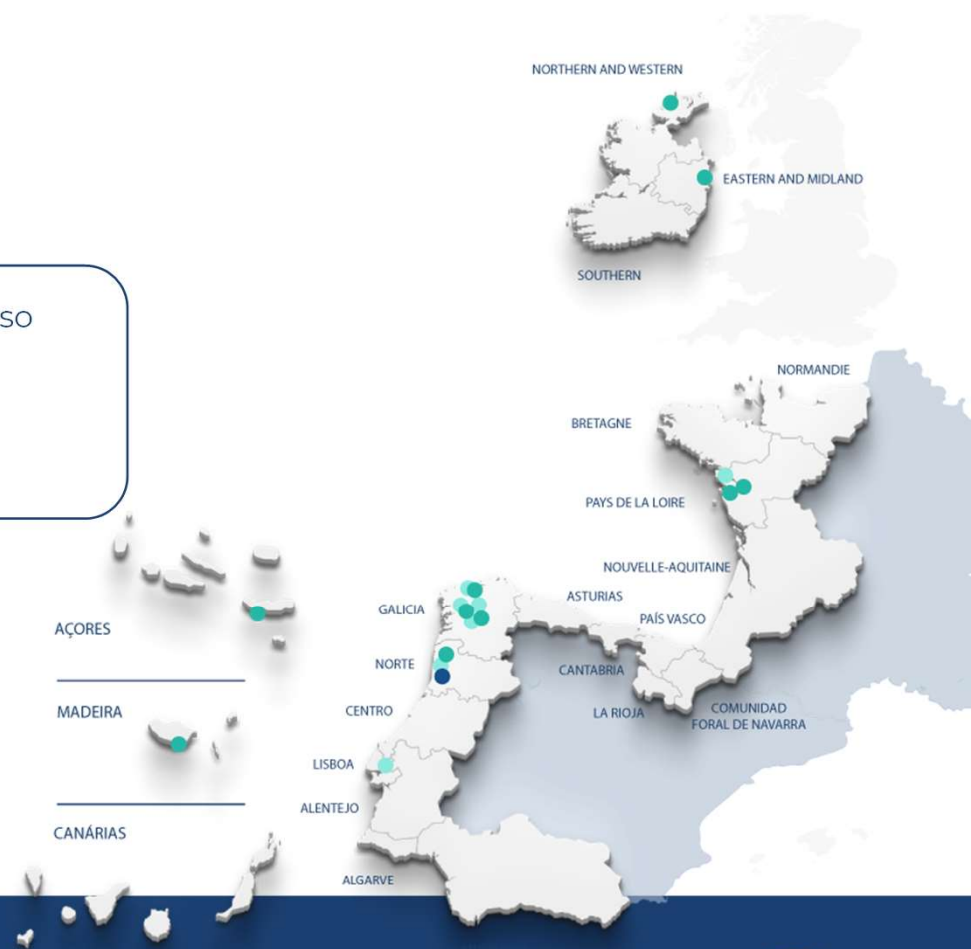 NORTHERN AND WESTERN
EASTERN AND MIDLAND
SOUTHERN
so
NORMANDIE
BRETAGNE
PAYS DE LA LOIRE
NOUVELLE-AQUITAINE
ASTURIAS
GALICIA
PAÍS VASCO
AÇORES
NORTE
CANTABRIA
MADEIRA
CENTRO
LA RIOJA
COMUNIDAD
FORAL DE NAVARRA
LISBOA
ALENTEJO
CANÁRIAS
ALGARVE